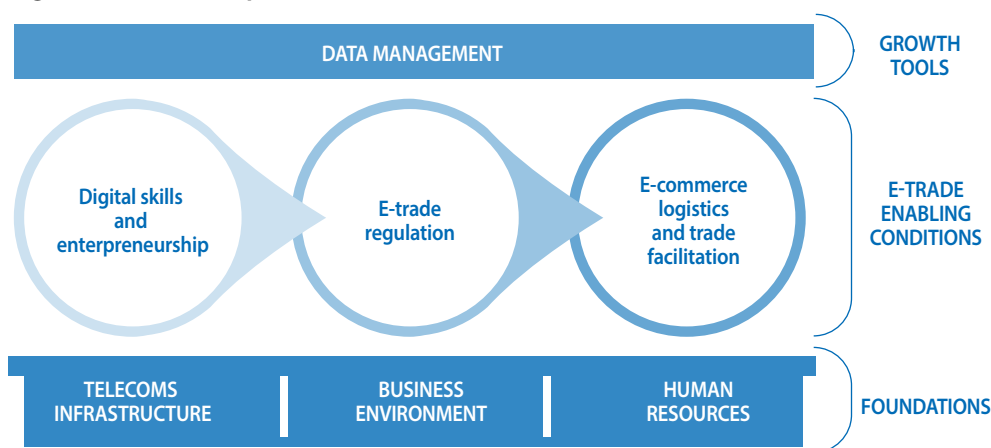 DATA MANAGEMENT
GROWTH
TOOLS
Digital skills
and
enterpreneurship
E-trade
regulation
E-commerce
logistics
and trade
facilitation
E-TRADE
ENABLING
CONDITIONS
TELECOMS
INFRASTRUCTURE
BUSINESS
ENVIRONMENT
HUMAN
RESOURCES
FOUNDATIONS